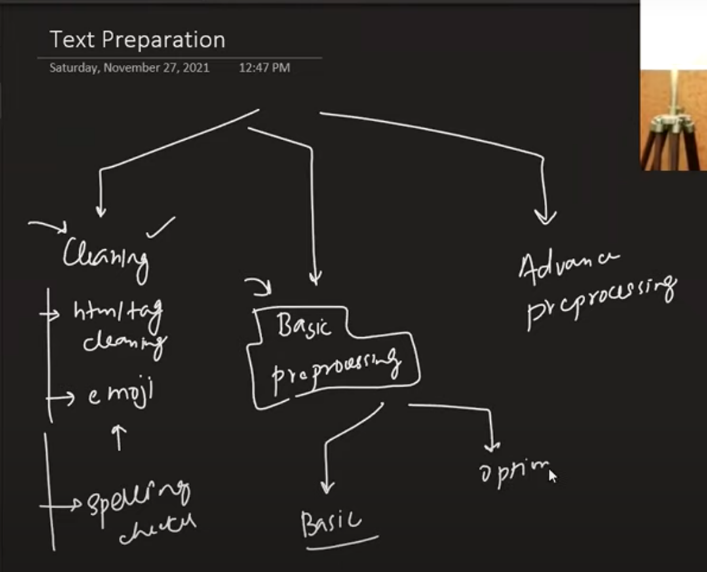 Text Preparation
Saturday, November 27, 2021 12:47 PM
Cleaning
html/tag
cleaning
emoji
spelling
Basic
preprocessing
Basic
Optim
Advance
preprocessing